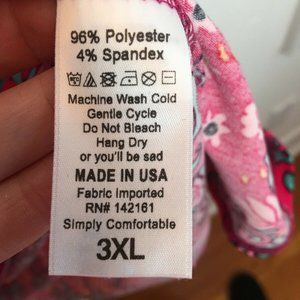 96% Polyester
4% Spandex
Machine Wash Cold
Gentle Cycle
Do Not Bleach
Hang Dry
or you'll be sad
MADE IN USA
Fabric Imported
RN# 142161
Simply Comfortable
3XL